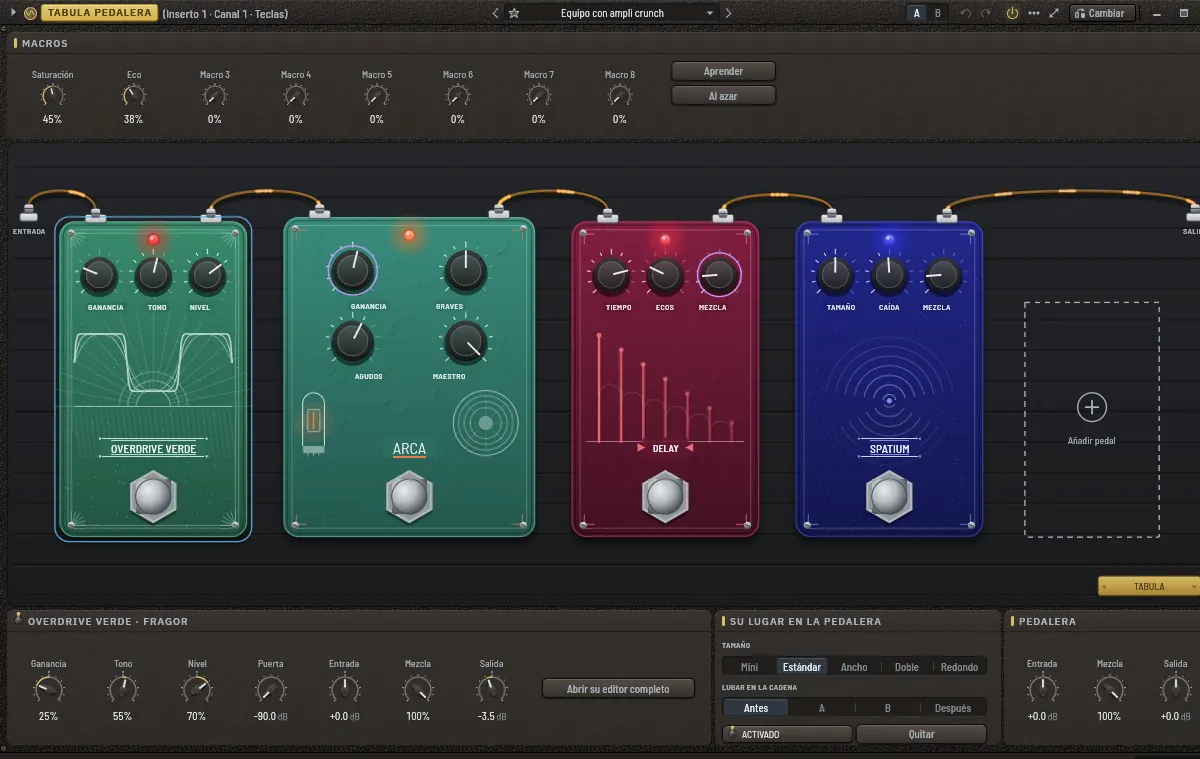 TABULA PEDALERA (Inserto 1 · Canal 1 · Teclas) Equipo con ampli crunch A B ••• Cambiar
MACROS
Saturación Eco Macro 3 Macro 4 Macro 5 Macro 6 Macro 7 Macro 8 Aprender
45% 38% 0% 0% 0% 0% 0% 0% Al azar
ENTRADA
GANANCIA TONO NIVEL
OVERDRIVE VERDE
GANANCIA GRAVES
AGUDOS MAESTRO
ARCA
TIEMPO ECOS MEZCLA
DELAY
TAMAÑO CAÍDA MEZCLA
SPATIUM
Añadir pedal
TABULA
OVERDRIVE VERDE · FRAGOR
Ganancia Tono Nivel Puerta Entrada Mezcla Salida
25% 55% 70% -90.0 dB +0.0 dB 100% -3.5 dB
Abrir su editor completo
SU LUGAR EN LA PEDALERA
TAMAÑO
Mini Estándar Ancho Doble Redondo
LUGAR EN LA CADENA
Antes A B Después
ACTIVADO Quitar
PEDALERA
Entrada Mezcla Salida
+0.0 dB 100% +0.0 dB